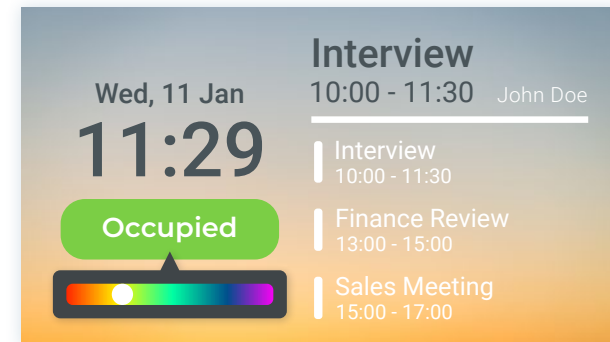 Wed, 11 Jan
11:29
Occupied
Interview
10:00 - 11:30 John Doe
Interview
10:00 - 11:30
Finance Review
13:00 - 15:00
Sales Meeting
15:00 - 17:00